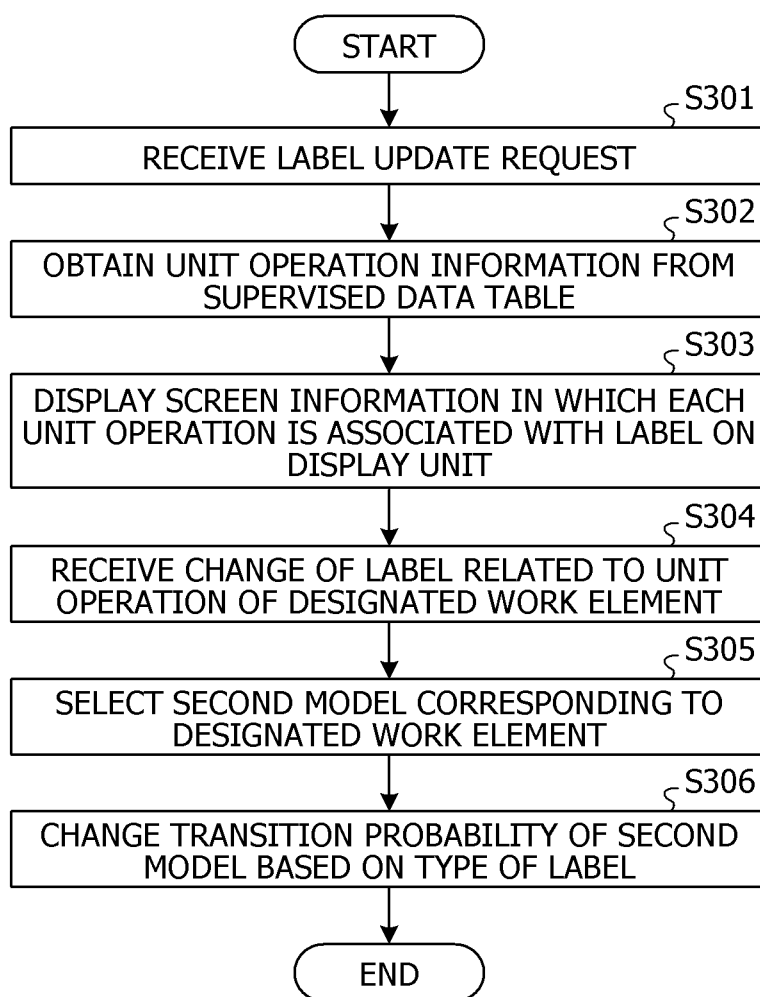 START
S301
RECEIVE LABEL UPDATE REQUEST
S302
OBTAIN UNIT OPERATION INFORMATION FROM
SUPERVISED DATA TABLE
S303
DISPLAY SCREEN INFORMATION IN WHICH EACH
UNIT OPERATION IS ASSOCIATED WITH LABEL ON
DISPLAY UNIT
S304
RECEIVE CHANGE OF LABEL RELATED TO UNIT
OPERATION OF DESIGNATED WORK ELEMENT
S305
SELECT SECOND MODEL CORRESPONDING TO
DESIGNATED WORK ELEMENT
S306
CHANGE TRANSITION PROBABILITY OF SECOND
MODEL BASED ON TYPE OF LABEL
END